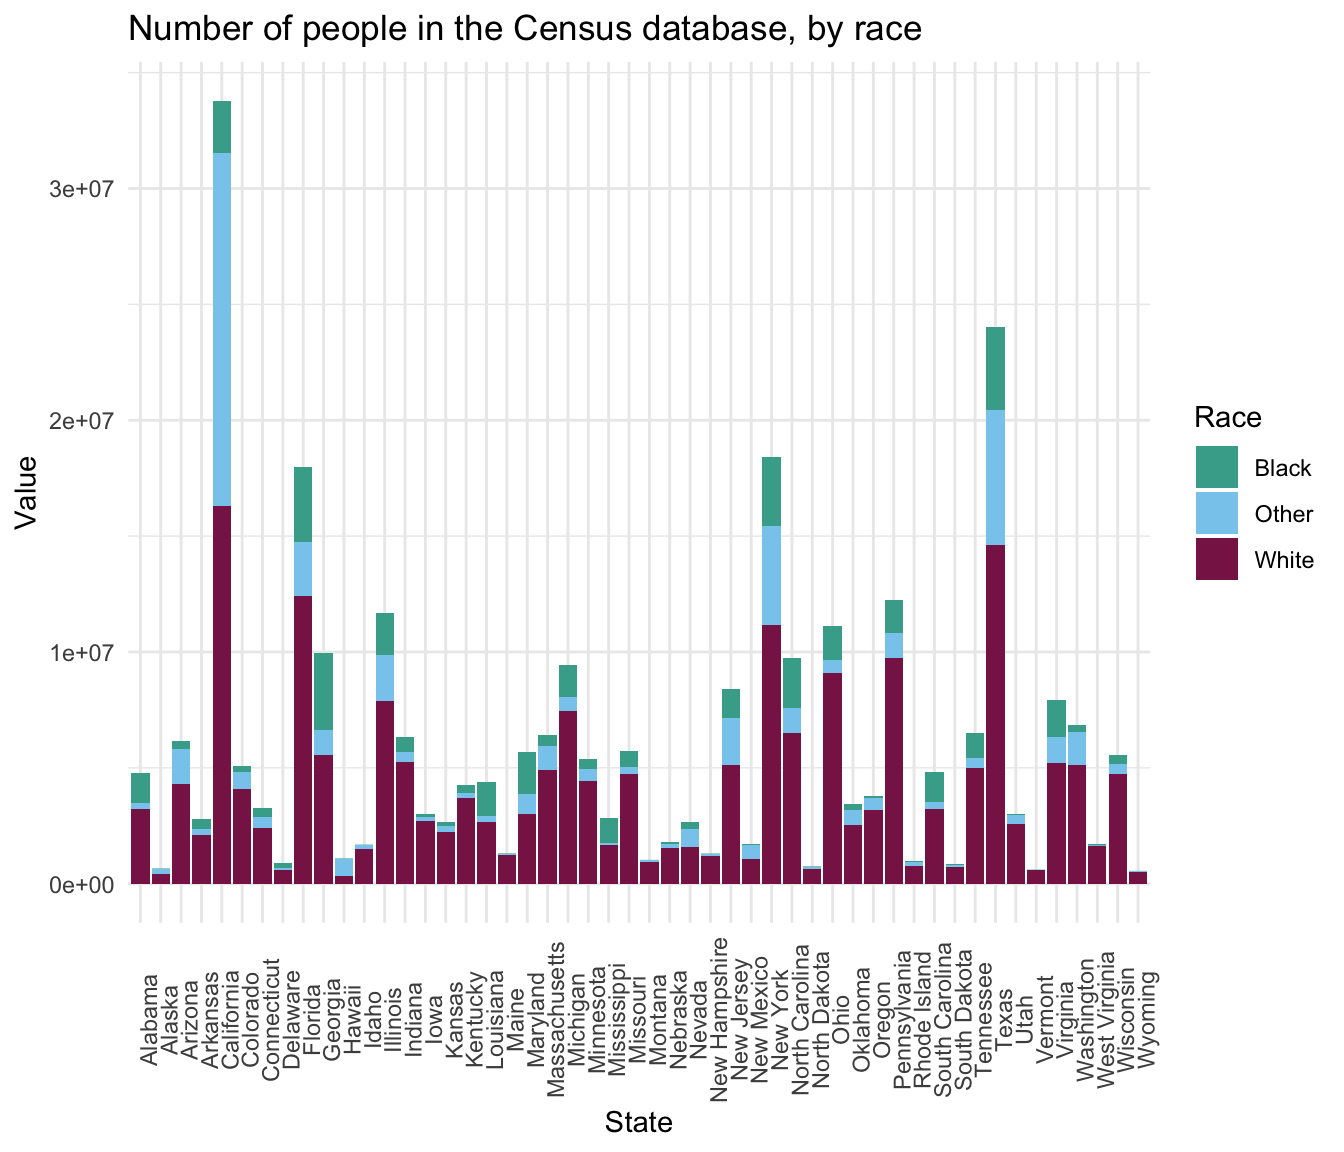 Number of people in the Census database, by race
3e+07
2e+07
1e+07
0e+00
Value
Alabama
Alaska
Arizona
Arkansas
California
Colorado
Connecticut
Delaware
Florida
Georgia
Hawaii
Idaho
Illinois
Indiana
Iowa
Kansas
Kentucky
Louisiana
Maine
Maryland
Massachusetts
Michigan
Minnesota
Mississippi
Missouri
Montana
Nebraska
Nevada
New Hampshire
New Jersey
New Mexico
New York
North Carolina
North Dakota
Ohio
Oklahoma
Oregon
Pennsylvania
Rhode Island
South Carolina
South Dakota
Tennessee
Texas
Utah
Vermont
Virginia
Washington
West Virginia
Wisconsin
Wyoming
State
Race
Black
Other
White